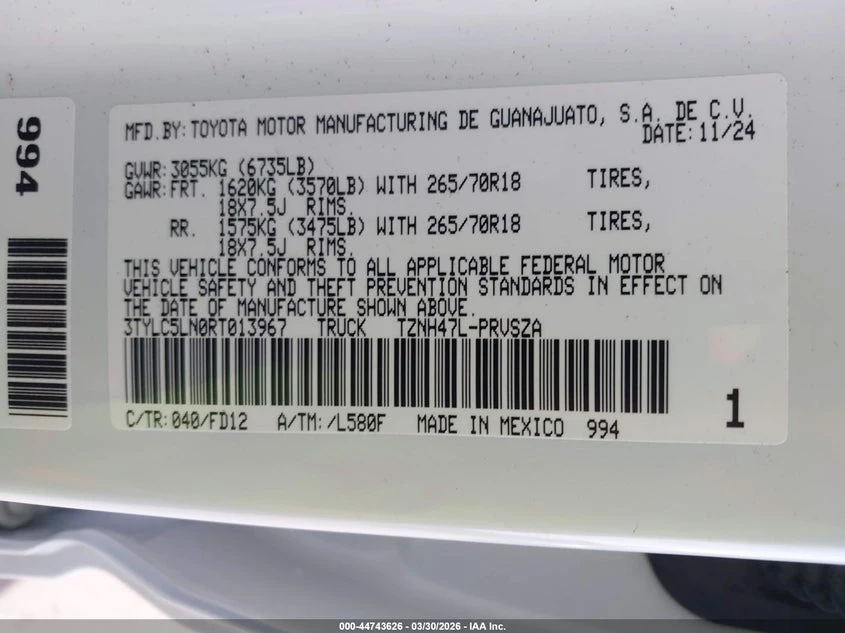 994
MFD.BY:TOYOTA MOTOR MANUFACTURING DE GUANAJUATO, S.A. DE C.V.
DATE:11/24
GVWR:3055KG (6735LB)
GAWR:FRT. 1620KG (3570LB) WITH 265/70R18 TIRES,
18X7.5J RIMS.
RR. 1575KG (3475LB) WITH 265/70R18 TIRES,
18X7.5J RIMS.
THIS VEHICLE CONFORMS TO ALL APPLICABLE FEDERAL MOTOR
VEHICLE SAFETY AND THEFT PREVENTION STANDARDS IN EFFECT ON
THE DATE OF MANUFACTURE SHOWN ABOVE.
3TYLC5LN0RT013967 TRUCK TZNH47L-PRVSZA
C/TR:040/FD12 A/TM:/L580F MADE IN MEXICO 994
1
000-44743626 - 03/30/2026 - IAA Inc.